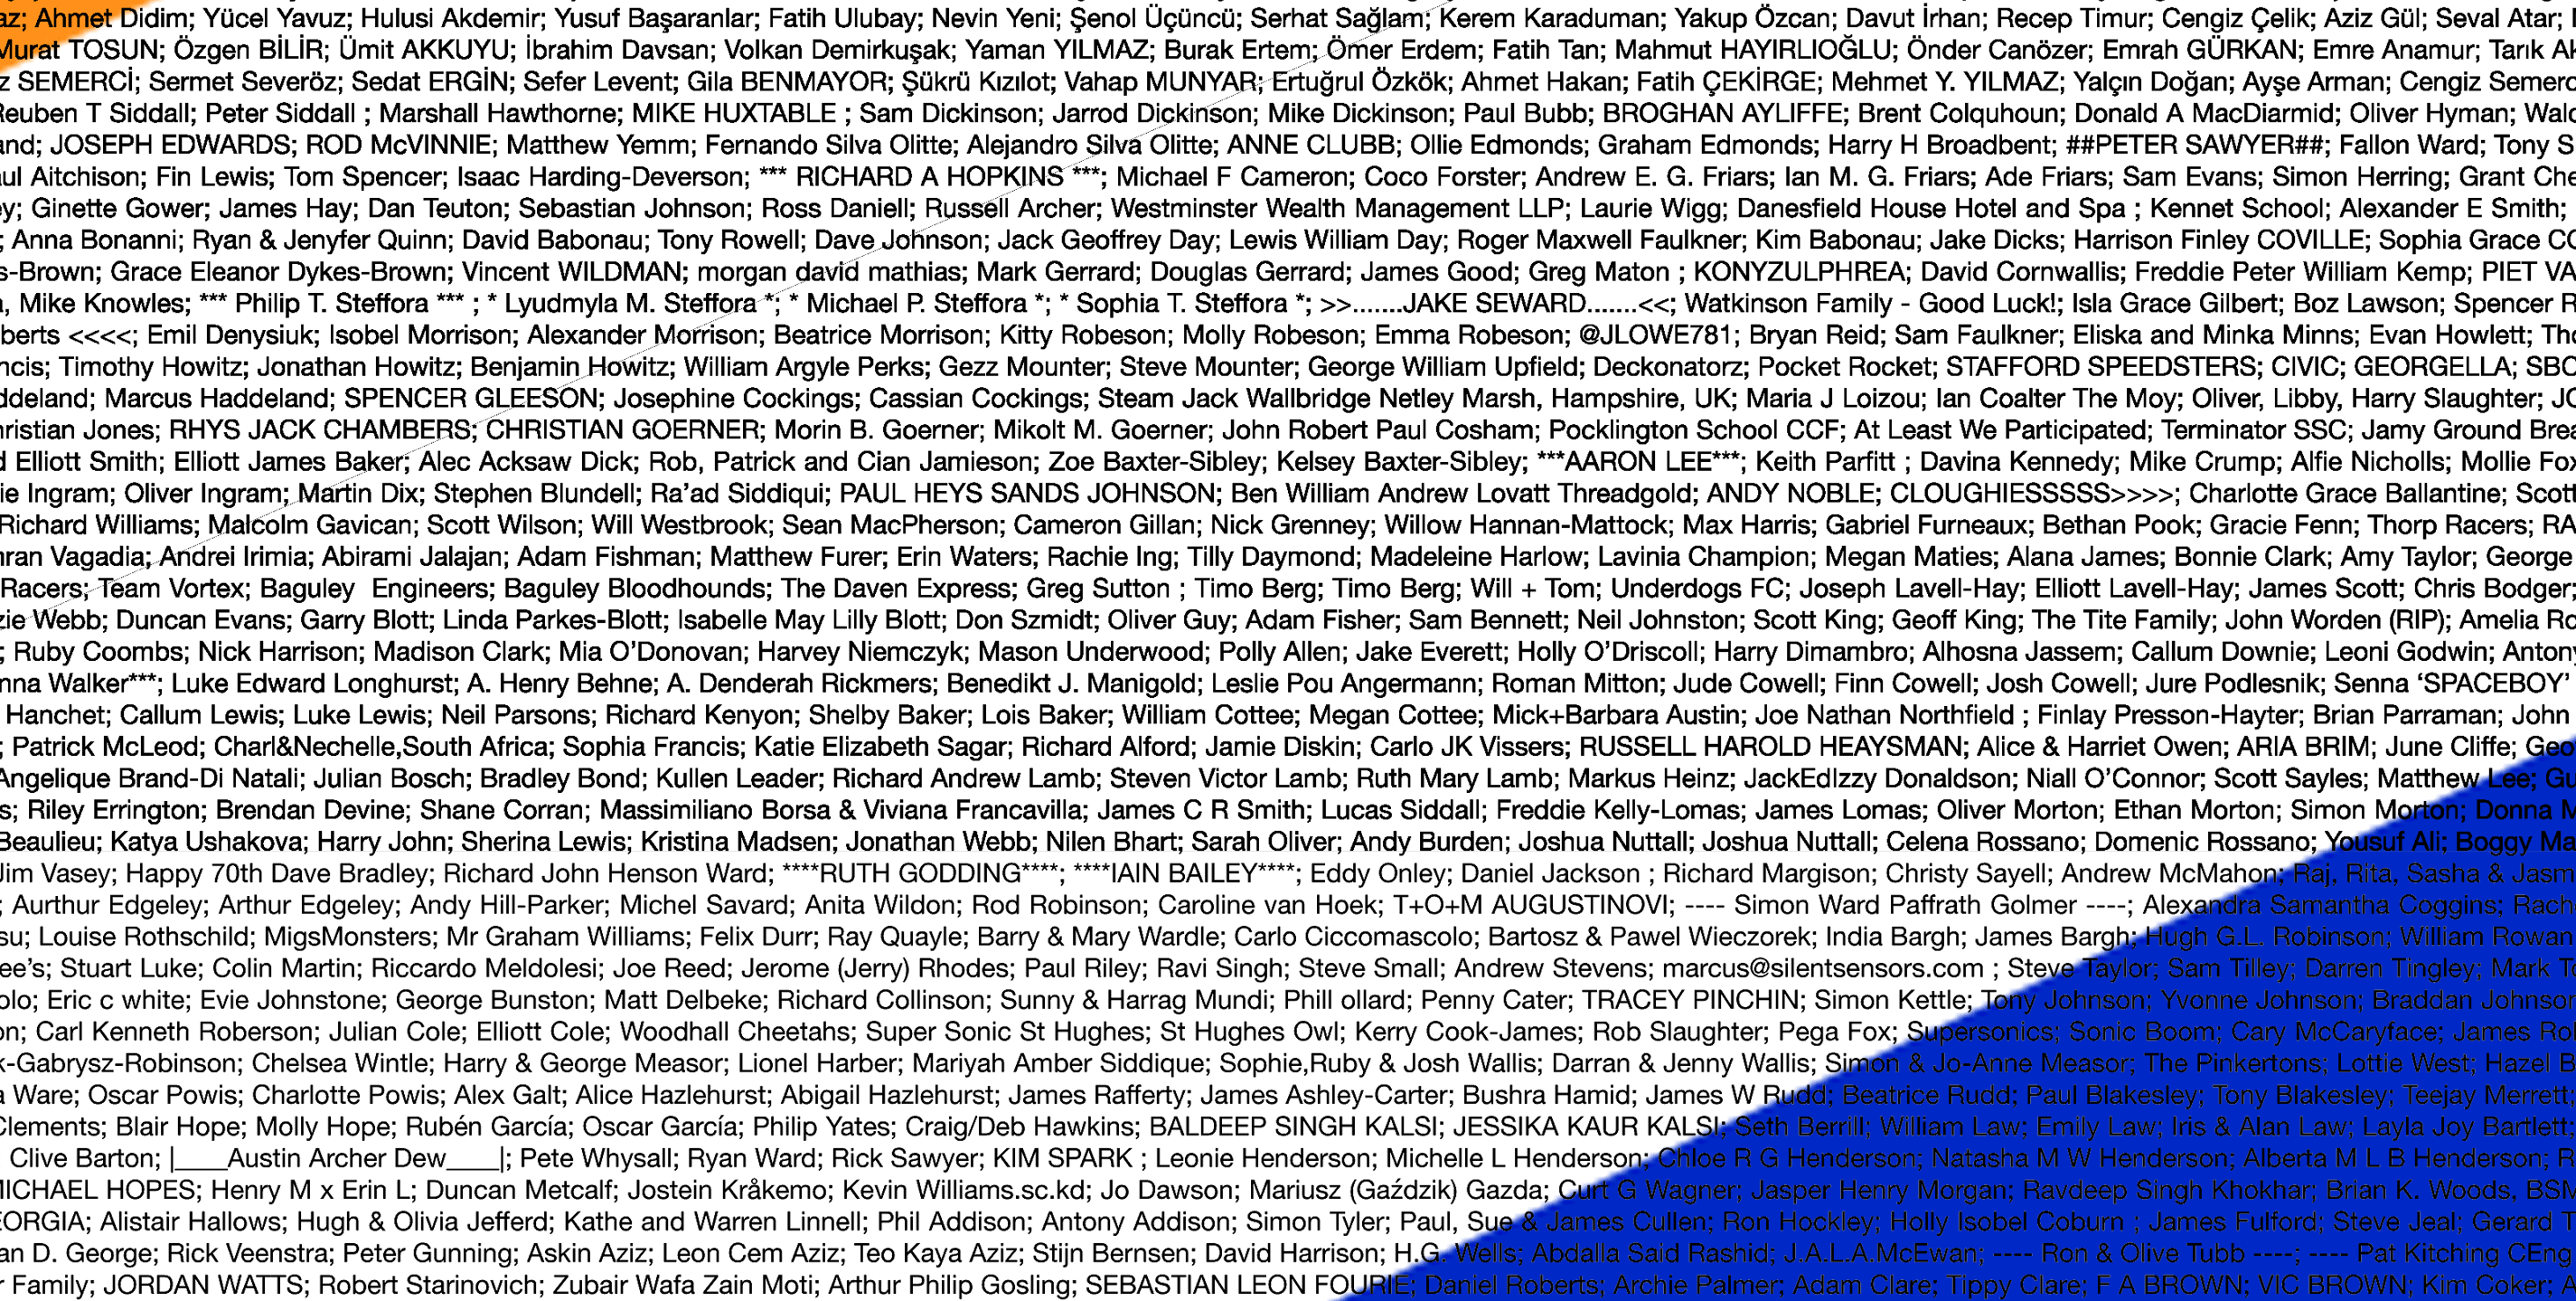 az; Ahmet Didim; Yücel Yavuz; Hulusi Akdemir; Yusuf Başaranlar; Fatih Ulubay; Nevin Yeni; Şenol Üçüncü; Serhat Sağlam; Kerem Karaduman; Yakup Özcan; Davut İrhan; Recep Timur; Cengiz Çelik; Aziz Gül; Seval Atar;
Murat TOSUN; Özgen BİLİR; Ümit AKKUYU; İbrahim Davsan; Volkan Demirkuşak; Yaman YILMAZ; Burak Ertem; Ömer Erdem; Fatih Tan; Mahmut HAYIRLIOĞLU; Önder Canözer; Emrah GÜRKAN; Emre Anamur; Tarık Ak
z SEMERCİ; Sermet Severöz; Sedat ERGİN; Sefer Levent; Gila BENMAYOR; Şükrü Kızılot; Vahap MUNYAR; Ertuğrul Özkök; Ahmet Hakan; Fatih ÇEKİRGE; Mehmet Y. YILMAZ; Yalçın Doğan; Ayşe Arman; Cengiz Semerc
Reuben T Siddall; Peter Siddall ; Marshall Hawthorne; MIKE HUXTABLE ; Sam Dickinson; Jarrod Dickinson; Mike Dickinson; Paul Bubb; BROGHAN AYLIFFE; Brent Colquhoun; Donald A MacDiarmid; Oliver Hyman; Wald
and; JOSEPH EDWARDS; ROD McVINNIE; Matthew Yemm; Fernando Silva Olitte; Alejandro Silva Olitte; ANNE CLUBB; Ollie Edmonds; Graham Edmonds; Harry H Broadbent; ##PETER SAWYER##; Fallon Ward; Tony S
ul Aitchison; Fin Lewis; Tom Spencer; Isaac Harding-Deverson; *** RICHARD A HOPKINS ***; Michael F Cameron; Coco Forster; Andrew E. G. Friars; Ian M. G. Friars; Ade Friars; Sam Evans; Simon Herring; Grant Che
ey; Ginette Gower; James Hay; Dan Teuton; Sebastian Johnson; Ross Daniell; Russell Archer; Westminster Wealth Management LLP; Laurie Wigg; Danesfield House Hotel and Spa ; Kennet School; Alexander E Smith;
; Anna Bonanni; Ryan & Jenyfer Quinn; David Babonau; Tony Rowell; Dave Johnson; Jack Geoffrey Day; Lewis William Day; Roger Maxwell Faulkner; Kim Babonau; Jake Dicks; Harrison Finley COVILLE; Sophia Grace CO
s-Brown; Grace Eleanor Dykes-Brown; Vincent WILDMAN; morgan david mathias; Mark Gerrard; Douglas Gerrard; James Good; Greg Maton ; KONYZULPHREA; David Cornwallis; Freddie Peter William Kemp; PIET VA
, Mike Knowles; *** Philip T. Steffora *** ; * Lyudmyla M. Steffora *; * Michael P. Steffora *; * Sophia T. Steffora *; >>.......JAKE SEWARD.......<<; Watkinson Family - Good Luck!; Isla Grace Gilbert; Boz Lawson; Spencer R
berts <<<<; Emil Denysiuk; Isobel Morrison; Alexander Morrison; Beatrice Morrison; Kitty Robeson; Molly Robeson; Emma Robeson; @JLOWE781; Bryan Reid; Sam Faulkner; Eliska and Minka Minns; Evan Howlett; Tho
ncis; Timothy Howitz; Jonathan Howitz; Benjamin Howitz; William Argyle Perks; Gezz Mounter; Steve Mounter; George William Upfield; Deckonatorz; Pocket Rocket; STAFFORD SPEEDSTERS; CIVIC; GEORGELLA; SBC
ddeland; Marcus Haddeland; SPENCER GLEESON; Josephine Cockings; Cassian Cockings; Steam Jack Wallbridge Netley Marsh, Hampshire, UK; Maria J Loizou; Ian Coalter The Moy; Oliver, Libby, Harry Slaughter; JO
hristian Jones; RHYS JACK CHAMBERS; CHRISTIAN GOERNER; Morin B. Goerner; Mikolt M. Goerner; John Robert Paul Cosham; Pocklington School CCF; At Least We Participated; Terminator SSC; Jamy Ground Brea
d Elliott Smith; Elliott James Baker; Alec Acksaw Dick; Rob, Patrick and Cian Jamieson; Zoe Baxter-Sibley; Kelsey Baxter-Sibley; ***AARON LEE***; Keith Parfitt ; Davina Kennedy; Mike Crump; Alfie Nicholls; Mollie Fox
ie Ingram; Oliver Ingram; Martin Dix; Stephen Blundell; Ra'ad Siddiqui; PAUL HEYS SANDS JOHNSON; Ben William Andrew Lovatt Threadgold; ANDY NOBLE; CLOUGHIESSSSS>>>>; Charlotte Grace Ballantine; Scott
Richard Williams; Malcolm Gavican; Scott Wilson; Will Westbrook; Sean MacPherson; Cameron Gillan; Nick Grenney; Willow Hannan-Mattock; Max Harris; Gabriel Furneaux; Bethan Pook; Gracie Fenn; Thorp Racers; RA
ran Vagadia; Andrei Irimia; Abirami Jalajan; Adam Fishman; Matthew Furer; Erin Waters; Rachie Ing; Tilly Daymond; Madeleine Harlow; Lavinia Champion; Megan Maties; Alana James; Bonnie Clark; Amy Taylor; George
Racers; Team Vortex; Baguley  Engineers; Baguley Bloodhounds; The Daven Express; Greg Sutton ; Timo Berg; Timo Berg; Will + Tom; Underdogs FC; Joseph Lavell-Hay; Elliott Lavell-Hay; James Scott; Chris Bodger;
zie Webb; Duncan Evans; Garry Blott; Linda Parkes-Blott; Isabelle May Lilly Blott; Don Szmidt; Oliver Guy; Adam Fisher; Sam Bennett; Neil Johnston; Scott King; Geoff King; The Tite Family; John Worden (RIP); Amelia Ro
; Ruby Coombs; Nick Harrison; Madison Clark; Mia O'Donovan; Harvey Niemczyk; Mason Underwood; Polly Allen; Jake Everett; Holly O'Driscoll; Harry Dimambro; Alhosna Jassem; Callum Downie; Leoni Godwin; Antony
nna Walker***; Luke Edward Longhurst; A. Henry Behne; A. Denderah Rickmers; Benedikt J. Manigold; Leslie Pou Angermann; Roman Mitton; Jude Cowell; Finn Cowell; Josh Cowell; Jure Podlesnik; Senna ‘SPACEBOY’
Hanchet; Callum Lewis; Luke Lewis; Neil Parsons; Richard Kenyon; Shelby Baker; Lois Baker; William Cottee; Megan Cottee; Mick+Barbara Austin; Joe Nathan Northfield ; Finlay Presson-Hayter; Brian Parraman; John
; Patrick McLeod; Charl&Nechelle,South Africa; Sophia Francis; Katie Elizabeth Sagar; Richard Alford; Jamie Diskin; Carlo JK Vissers; RUSSELL HAROLD HEAYSMAN; Alice & Harriet Owen; ARIA BRIM; June Cliffe; Geo
Angelique Brand-Di Natali; Julian Bosch; Bradley Bond; Kullen Leader; Richard Andrew Lamb; Steven Victor Lamb; Ruth Mary Lamb; Markus Heinz; JackEdIzzy Donaldson; Niall O'Connor; Scott Sayles; Matthew Lee; Gu
s; Riley Errington; Brendan Devine; Shane Corran; Massimiliano Borsa & Viviana Francavilla; James C R Smith; Lucas Siddall; Freddie Kelly-Lomas; James Lomas; Oliver Morton; Ethan Morton; Simon Morton; Donna M
Beaulieu; Katya Ushakova; Harry John; Sherina Lewis; Kristina Madsen; Jonathan Webb; Nilen Bhart; Sarah Oliver; Andy Burden; Joshua Nuttall; Joshua Nuttall; Celena Rossano; Domenic Rossano; Yousuf Ali; Boggy Ma
Jim Vasey; Happy 70th Dave Bradley; Richard John Henson Ward; ****RUTH GODDING****; ****IAIN BAILEY****; Eddy Onley; Daniel Jackson ; Richard Margison; Christy Sayell; Andrew McMahon; Raj, Rita, Sasha & Jasm
; Aurthur Edgeley; Arthur Edgeley; Andy Hill-Parker; Michel Savard; Anita Wildon; Rod Robinson; Caroline van Hoek; T+O+M AUGUSTINOVI; ---- Simon Ward Paffrath Golmer ----; Alexandra Samantha Coggins; Rach
su; Louise Rothschild; MigsMonsters; Mr Graham Williams; Felix Durr; Ray Quayle; Barry & Mary Wardle; Carlo Ciccomascolo; Bartosz & Pawel Wieczorek; India Bargh; James Bargh; Hugh G.L. Robinson; William Rowan
ee's; Stuart Luke; Colin Martin; Riccardo Meldolesi; Joe Reed; Jerome (Jerry) Rhodes; Paul Riley; Ravi Singh; Steve Small; Andrew Stevens; marcus@silentsensors.com ; Steve Taylor; Sam Tilley; Darren Tingley; Mark To
olo; Eric c white; Evie Johnstone; George Bunston; Matt Delbeke; Richard Collinson; Sunny & Harrag Mundi; Phill ollard; Penny Cater; TRACEY PINCHIN; Simon Kettle; Tony Johnson; Yvonne Johnson; Braddan Johnson
on; Carl Kenneth Roberson; Julian Cole; Elliott Cole; Woodhall Cheetahs; Super Sonic St Hughes; St Hughes Owl; Kerry Cook-James; Rob Slaughter; Pega Fox; Supersonics; Sonic Boom; Cary McCaryface; James Rol
k-Gabrysz-Robinson; Chelsea Wintle; Harry & George Measor; Lionel Harber; Mariyah Amber Siddique; Sophie,Ruby & Josh Wallis; Darran & Jenny Wallis; Simon & Jo-Anne Measor; The Pinkertons; Lottie West; Hazel B
a Ware; Oscar Powis; Charlotte Powis; Alex Galt; Alice Hazlehurst; Abigail Hazlehurst; James Rafferty; James Ashley-Carter; Bushra Hamid; James W Rudd; Beatrice Rudd; Paul Blakesley; Tony Blakesley; Teejay Merrett;
Clements; Blair Hope; Molly Hope; Rubén García; Oscar García; Philip Yates; Craig/Deb Hawkins; BALDEEP SINGH KALSI; JESSIKA KAUR KALSI; Seth Berrill; William Law; Emily Law; Iris & Alan Law; Layla Joy Bartlett;
Clive Barton; |____Austin Archer Dew____|; Pete Whysall; Ryan Ward; Rick Sawyer; KIM SPARK ; Leonie Henderson; Michelle L Henderson; Chloe R G Henderson; Natasha M W Henderson; Alberta M L B Henderson; R
MICHAEL HOPES; Henry M x Erin L; Duncan Metcalf; Jostein Kråkemo; Kevin Williams.sc.kd; Jo Dawson; Mariusz (Gaździk) Gazda; Curt G Wagner; Jasper Henry Morgan; Ravdeep Singh Khokhar; Brian K. Woods, BSM
EORGIA; Alistair Hallows; Hugh & Olivia Jefferd; Kathe and Warren Linnell; Phil Addison; Antony Addison; Simon Tyler; Paul, Sue & James Cullen; Ron Hockley; Holly Isobel Coburn ; James Fulford; Steve Jeal; Gerard T
an D. George; Rick Veenstra; Peter Gunning; Askin Aziz; Leon Cem Aziz; Teo Kaya Aziz; Stijn Bernsen; David Harrison; H.G. Wells; Abdalla Said Rashid; J.A.L.A.McEwan; ---- Ron & Olive Tubb ----; ---- Pat Kitching CEng
r Family; JORDAN WATTS; Robert Starinovich; Zubair Wafa Zain Moti; Arthur Philip Gosling; SEBASTIAN LEON FOURIE; Daniel Roberts; Archie Palmer; Adam Clare; Tippy Clare; F A BROWN; VIC BROWN; Kim Coker; A